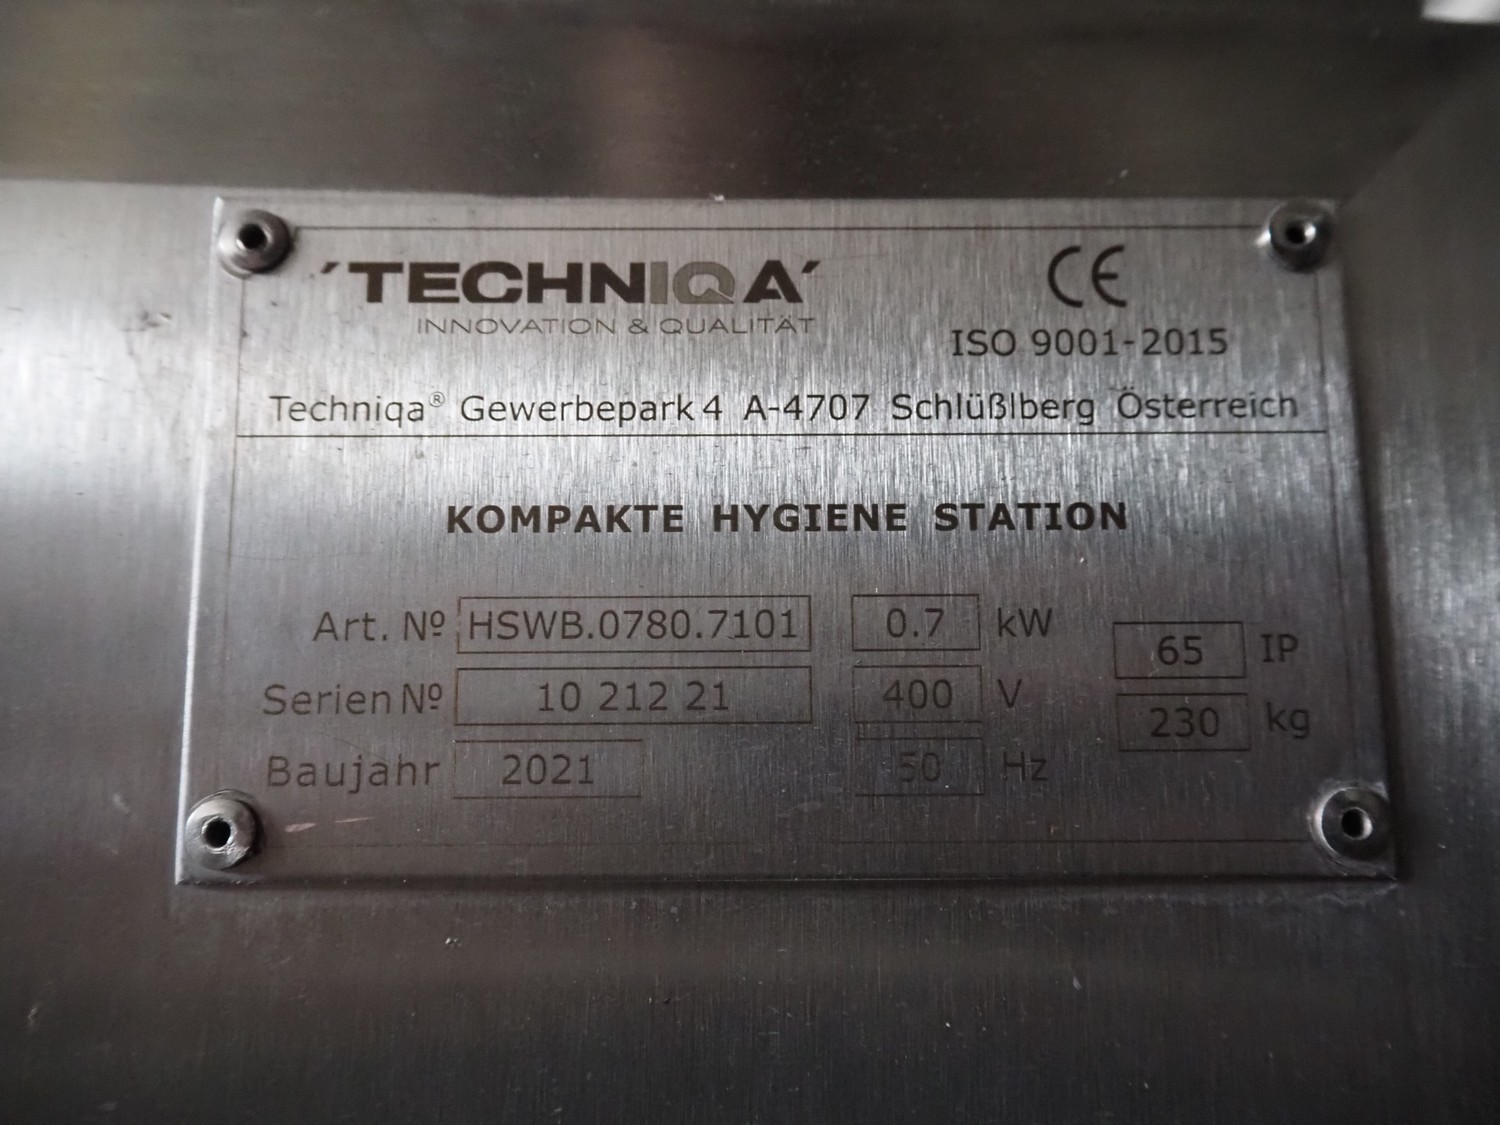 'TECHNIQA'
INNOVATION & QUALITÄT
CE
ISO 9001-2015
Techniqa® Gewerbepark 4 A-4707 Schlüßlberg Österreich
KOMPAKTE HYGIENE STATION
Art. Nº HSWB.0780.7101 0.7 kW
65 IP
Serien Nº 10 212 21 400 V
230 kg
Baujahr 2021 50 Hz